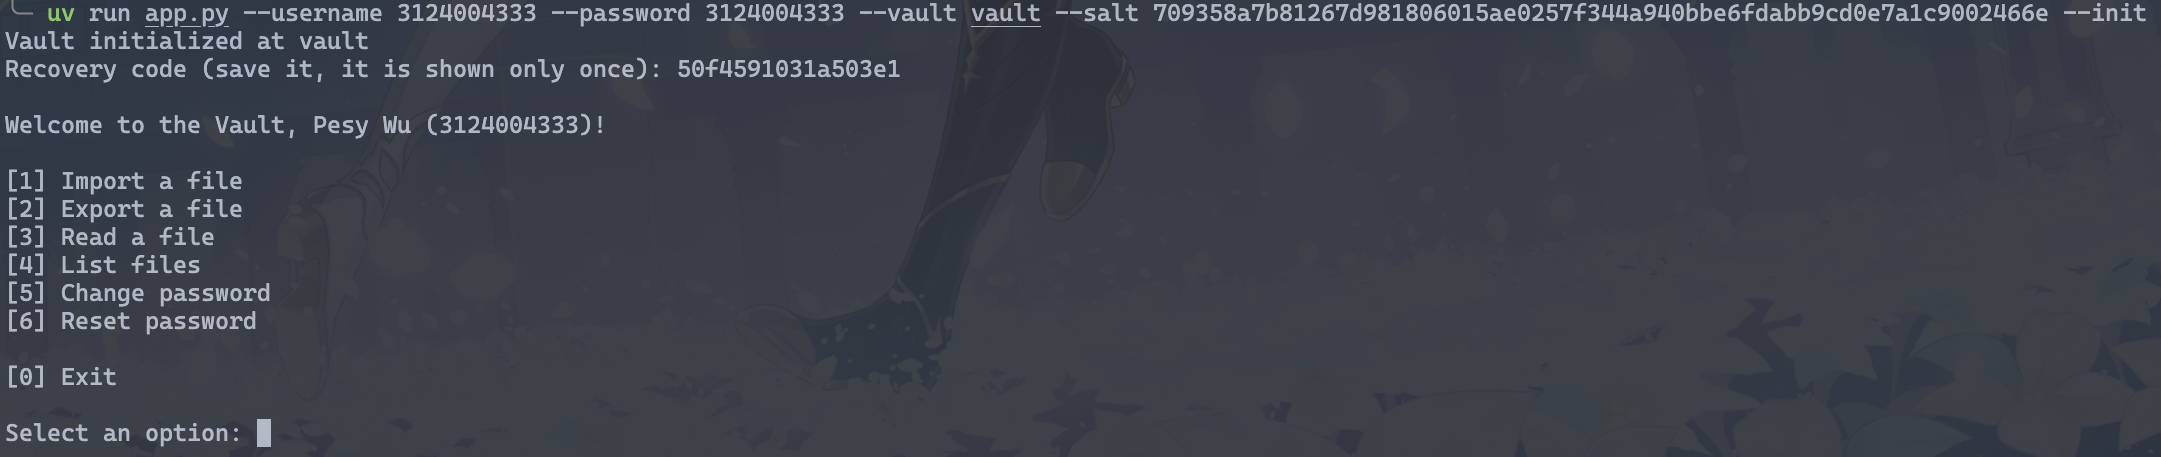 uv run app.py --username 3124004333 --password 3124004333 --vault vault --salt 709358a7b81267d981806015ae0257f344a940bbe6fdabb9cd0e7a1c9002466e --init
Vault initialized at vault
Recovery code (save it, it is shown only once): 50f4591031a503e1
Welcome to the Vault, Pesy Wu (3124004333)!
[1] Import a file
[2] Export a file
[3] Read a file
[4] List files
[5] Change password
[6] Reset password
[0] Exit
Select an option: